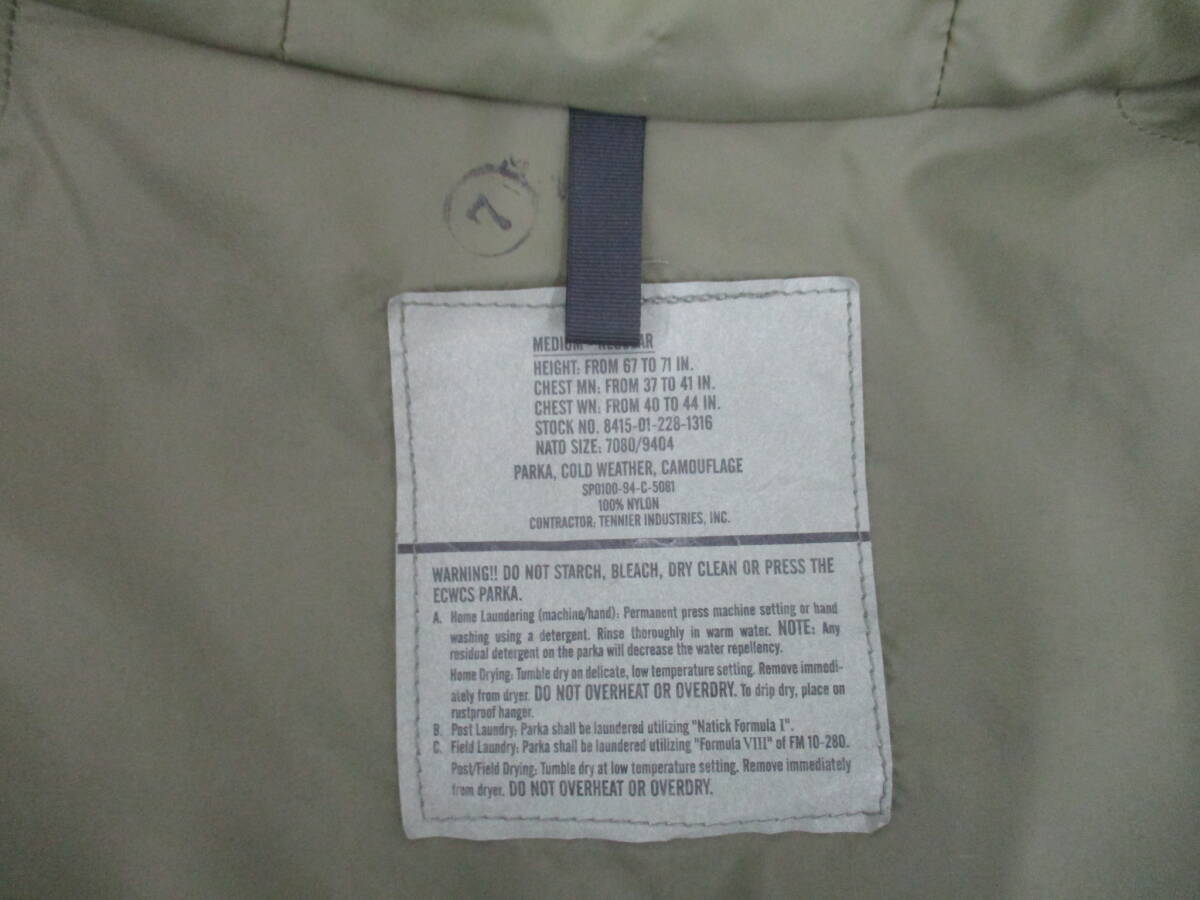 7
MEDIUM - REGULAR
HEIGHT: FROM 67 TO 71 IN.
CHEST MN: FROM 37 TO 41 IN.
CHEST WN: FROM 40 TO 44 IN.
STOCK NO. 8415-01-228-1316
NATO SIZE: 7080/9404
PARKA, COLD WEATHER, CAMOUFLAGE
SP0100-94-C-5081
100% NYLON
CONTRACTOR: TENNIER INDUSTRIES, INC.
WARNING!! DO NOT STARCH, BLEACH, DRY CLEAN OR PRESS THE
ECWCS PARKA.
A. Home Laundering (machine/hand): Permanent press machine setting or hand
washing using a detergent. Rinse thoroughly in warm water. NOTE: Any
residual detergent on the parka will decrease the water repellency.
Home Drying: Tumble dry on delicate, low temperature setting. Remove immedi-
ately from dryer. DO NOT OVERHEAT OR OVERDRY. To drip dry, place on
rustproof hanger.
B. Post Laundry: Parka shall be laundered utilizing "Natick Formula I".
C. Field Laundry: Parka shall be laundered utilizing "Formula VIII" of FM 10-280.
Post/Field Drying: Tumble dry at low temperature setting. Remove immediately
from dryer. DO NOT OVERHEAT OR OVERDRY.